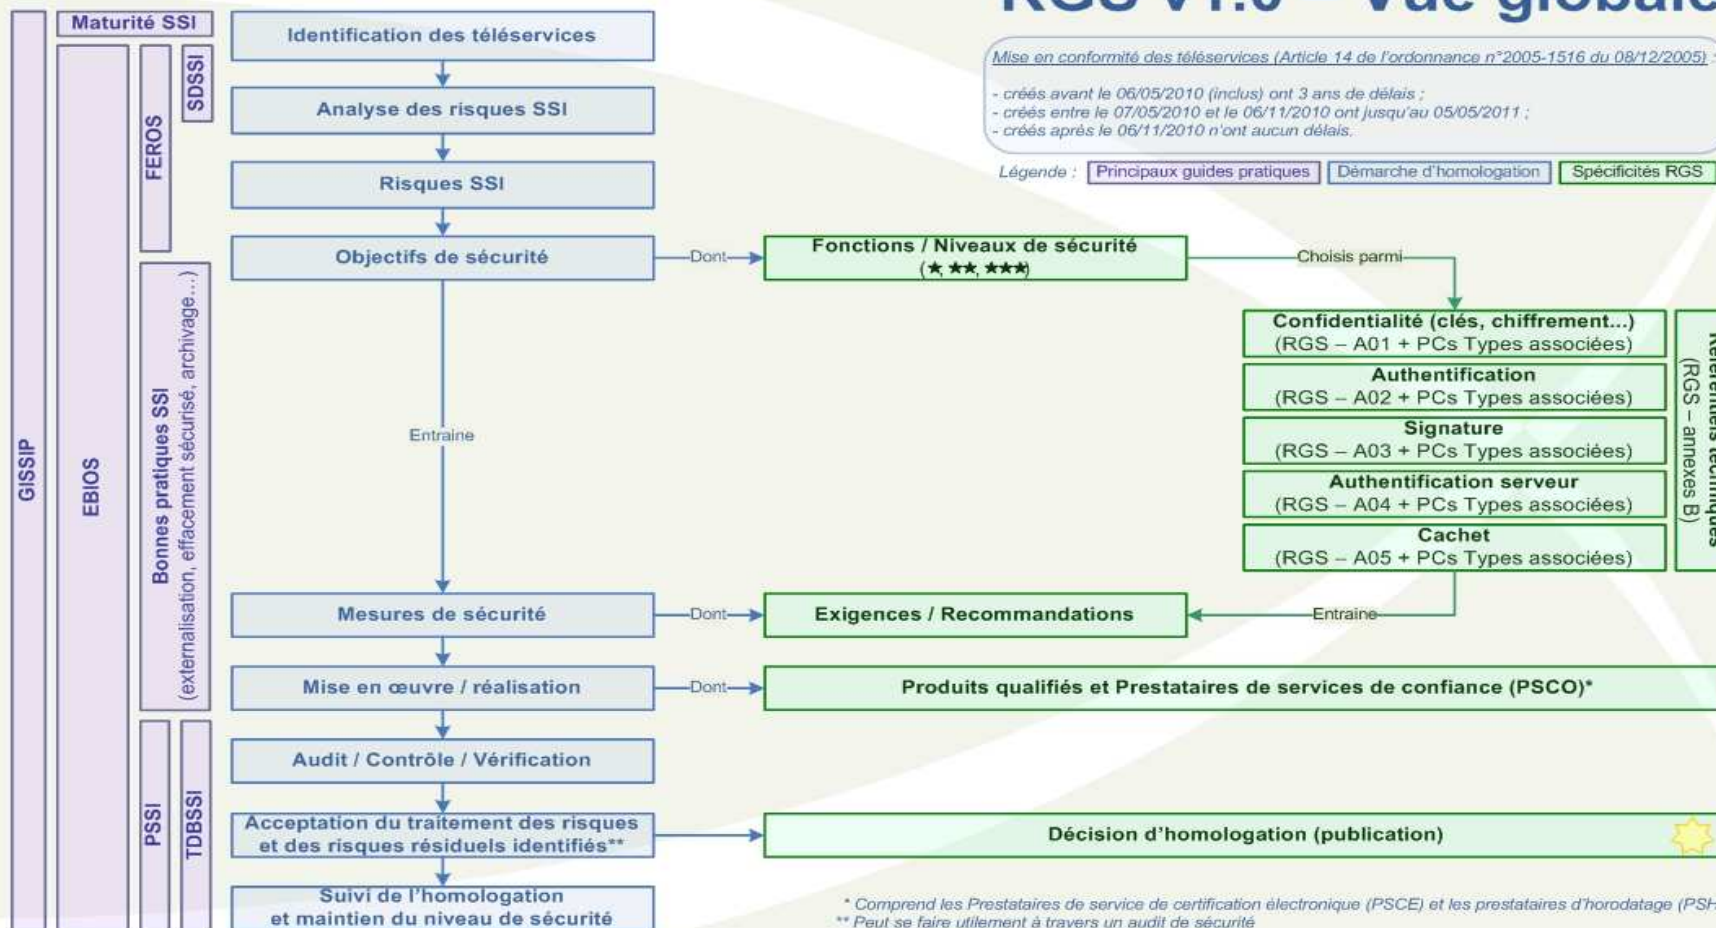 RGS v1.0 – Vue globale
Maturité SSI
GISSIP
EBIOS
FEROS
SDSSI
Bonnes pratiques SSI
(externalisation, effacement sécurisé, archivage...)
PSSI
TDBSSI
Identification des téléservices
Analyse des risques SSI
Risques SSI
Objectifs de sécurité
Entraine
Mesures de sécurité
Mise en œuvre / réalisation
Audit / Contrôle / Vérification
Acceptation du traitement des risques
et des risques résiduels identifiés**
Suivi de l'homologation
et maintien du niveau de sécurité
Mise en conformité des téléservices (Article 14 de l'ordonnance n°2005-1516 du 08/12/2005) :
- créés avant le 06/05/2010 (inclus) ont 3 ans de délais ;
- créés entre le 07/05/2010 et le 06/11/2010 ont jusqu'au 05/05/2011 ;
- créés après le 06/11/2010 n'ont aucun délais.
Légende :
Principaux guides pratiques
Démarche d'homologation
Spécificités RGS
Dont
Fonctions / Niveaux de sécurité
(★, ★★, ★★★)
Choisis parmi
Confidentialité (clés, chiffrement...)
(RGS – A01 + PCs Types associées)
Authentification
(RGS – A02 + PCs Types associées)
Signature
(RGS – A03 + PCs Types associées)
Authentification serveur
(RGS – A04 + PCs Types associées)
Cachet
(RGS – A05 + PCs Types associées)
Référentiels techniques
(RGS – annexes B)
Dont
Exigences / Recommandations
Entraine
Dont
Produits qualifiés et Prestataires de services de confiance (PSCO)*
Décision d'homologation (publication)
* Comprend les Prestataires de service de certification électronique (PSCE) et les prestataires d'horodatage (PSH
** Peut se faire utilement à travers un audit de sécurité